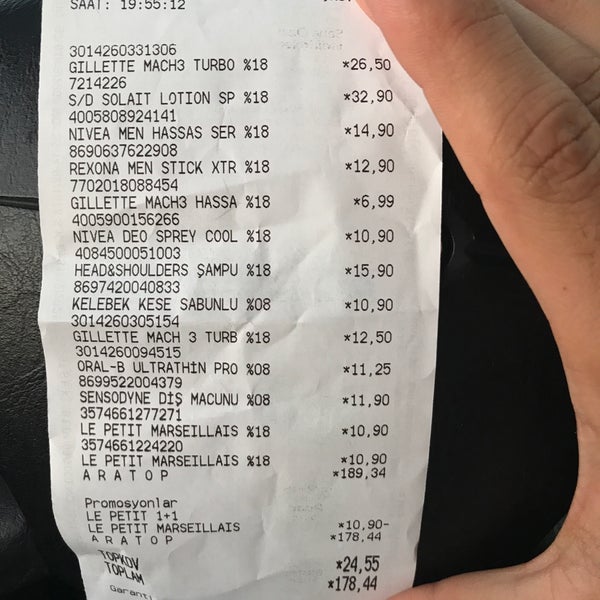 SAAT: 19:55:12
3014260331306
GILLETTE MACH3 TURBO %18 *26,50
7214226
S/D SOLAIT LOTION SP %18 *32,90
4005808924141
NIVEA MEN HASSAS SER %18 *14,90
8690637622908
REXONA MEN STICK XTR %18 *12,90
7702018088454
GILLETTE MACH3 HASSA %18 *6,99
4005900156266
NIVEA DEO SPREY COOL %18 *10,90
4084500051003
HEAD&SHOULDERS ŞAMPU %18 *15,90
8697420040833
KELEBEK KESE SABUNLU %08 *10,90
3014260305154
GILLETTE MACH 3 TURB %18 *12,50
3014260094515
ORAL-B ULTRATHİN PRO %08 *11,25
8699522004379
SENSODYNE DİŞ MACUNU %08 *11,90
3574661277271
LE PETIT MARSEILLAIS %18 *10,90
3574661224220
LE PETIT MARSEILLAIS %18 *10,90
A R A T O P *189,34
Promosyonlar
LE PETIT 1+1
LE PETIT MARSEILLAIS *10,90-
A R A T O P *178,44
TOPKDV *24,55
TOPLAM *178,44
Garanti